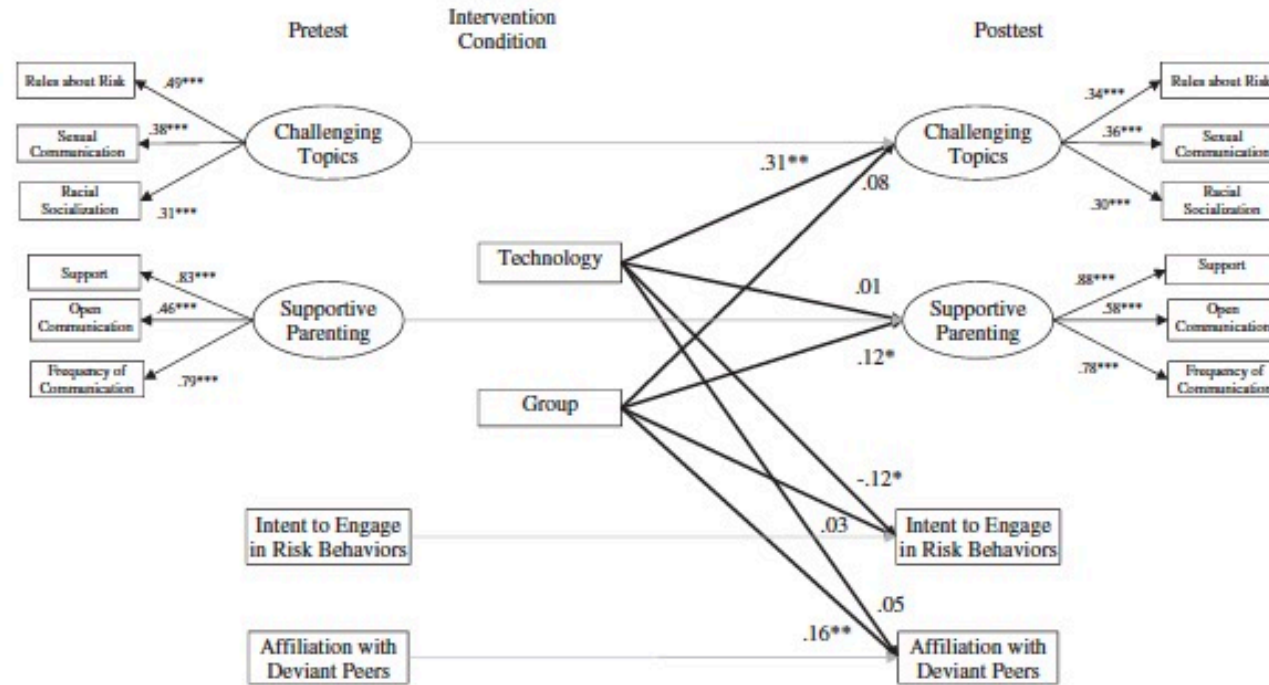 Pretest
Intervention
Condition
Posttest
Rules about Risk
.49***
Sexual
Communication
.38***
Racial
Socialization
.31***
Challenging
Topics
Support
.83***
Open
Communication
.46***
Frequency of
Communication
.79***
Supportive
Parenting
Technology
Group
.31**
.08
.01
.12*
-.12*
.03
.05
.16**
Intent to Engage
in Risk Behaviors
Affiliation with
Deviant Peers
Challenging
Topics
.34***
Rules about Risk
.36***
Sexual
Communication
.30***
Racial
Socialization
Supportive
Parenting
.88***
Support
.58***
Open
Communication
.78***
Frequency of
Communication
Intent to Engage
in Risk Behaviors
Affiliation with
Deviant Peers